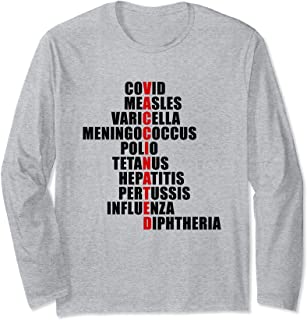 COVID
MEASLES
VARICELLA
MENINGOCOCCUS
POLIO
TETANUS
HEPATITIS
PERTUSSIS
INFLUENZA
DIPHTHERIA